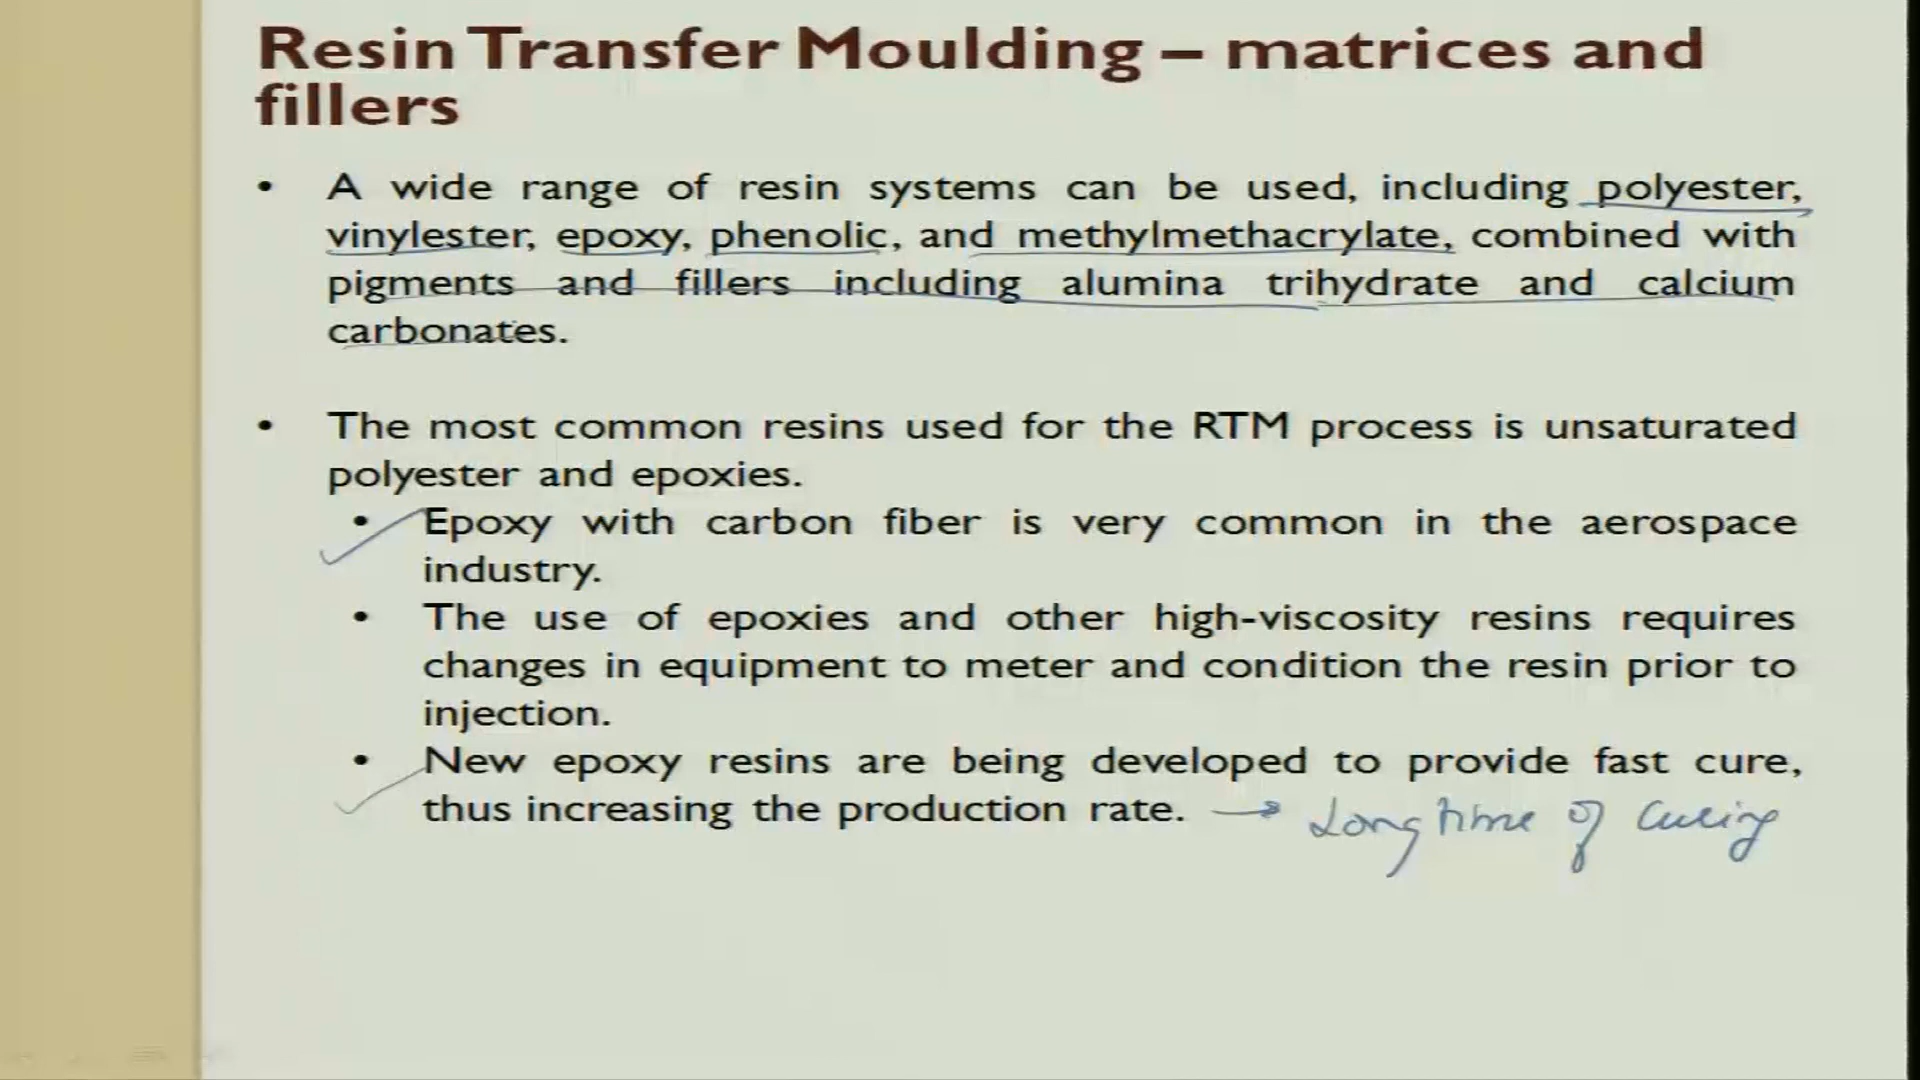 Resin Transfer Moulding – matrices and
fillers
• A wide range of resin systems can be used, including polyester,
vinylester, epoxy, phenolic, and methylmethacrylate, combined with
pigments and fillers including alumina trihydrate and calcium
carbonates.
• The most common resins used for the RTM process is unsaturated
polyester and epoxies.
• Epoxy with carbon fiber is very common in the aerospace
industry.
• The use of epoxies and other high-viscosity resins requires
changes in equipment to meter and condition the resin prior to
injection.
• New epoxy resins are being developed to provide fast cure,
thus increasing the production rate. → Long time of curing